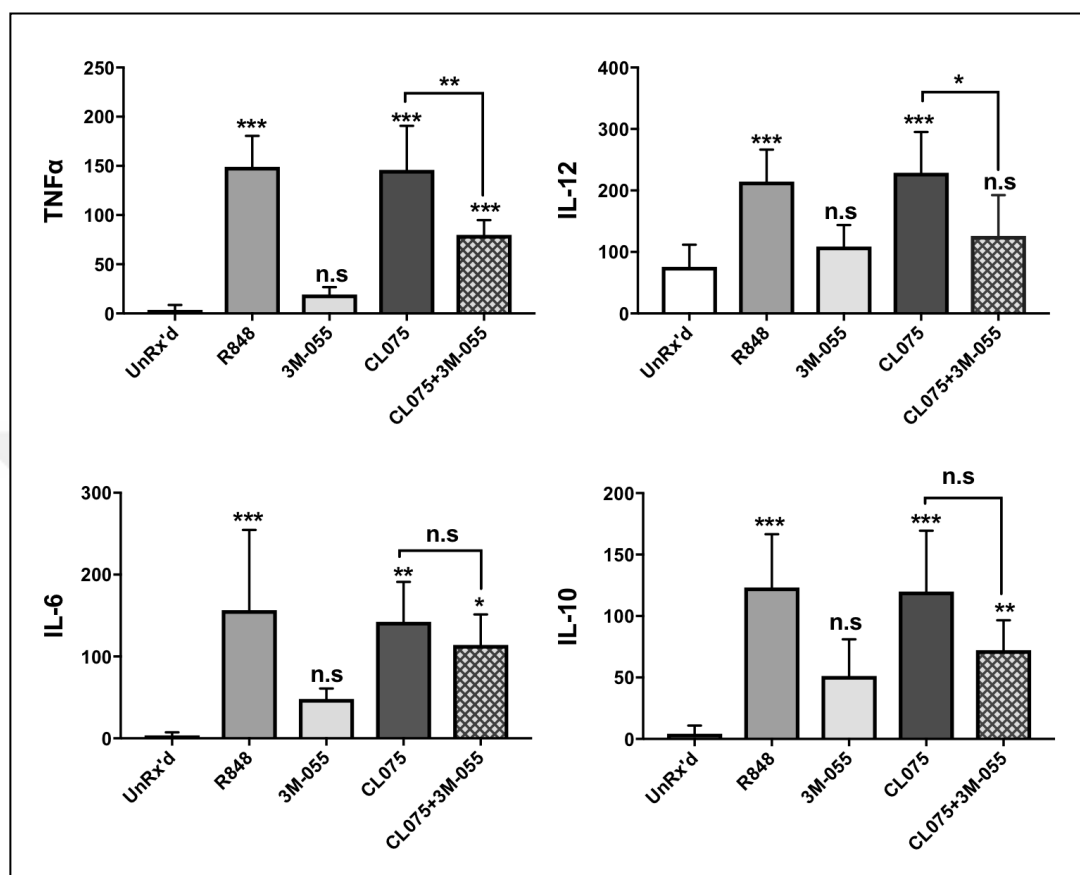 250
200
150
100
50
0
TNFα
***
n.s
***
**
***
UnRx'd
R848
3M-055
CL075
CL075+3M-055
400
300
200
100
0
IL-12
***
n.s
***
*
n.s
UnRx'd
R848
3M-055
CL075
CL075+3M-055
300
200
100
0
IL-6
***
n.s
**
n.s
*
UnRx'd
R848
3M-055
CL075
CL075+3M-055
200
150
100
50
0
IL-10
***
n.s
***
n.s
**
UnRx'd
R848
3M-055
CL075
CL075+3M-055